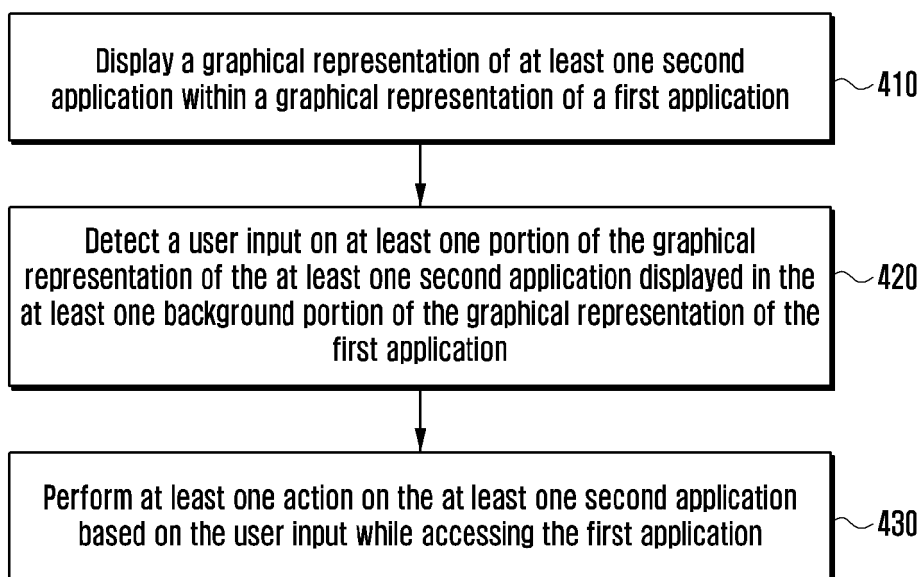 Display a graphical representation of at least one second
application within a graphical representation of a first application
410
Detect a user input on at least one portion of the graphical
representation of the at least one second application displayed in the
at least one background portion of the graphical representation of the
first application
420
Perform at least one action on the at least one second application
based on the user input while accessing the first application
430